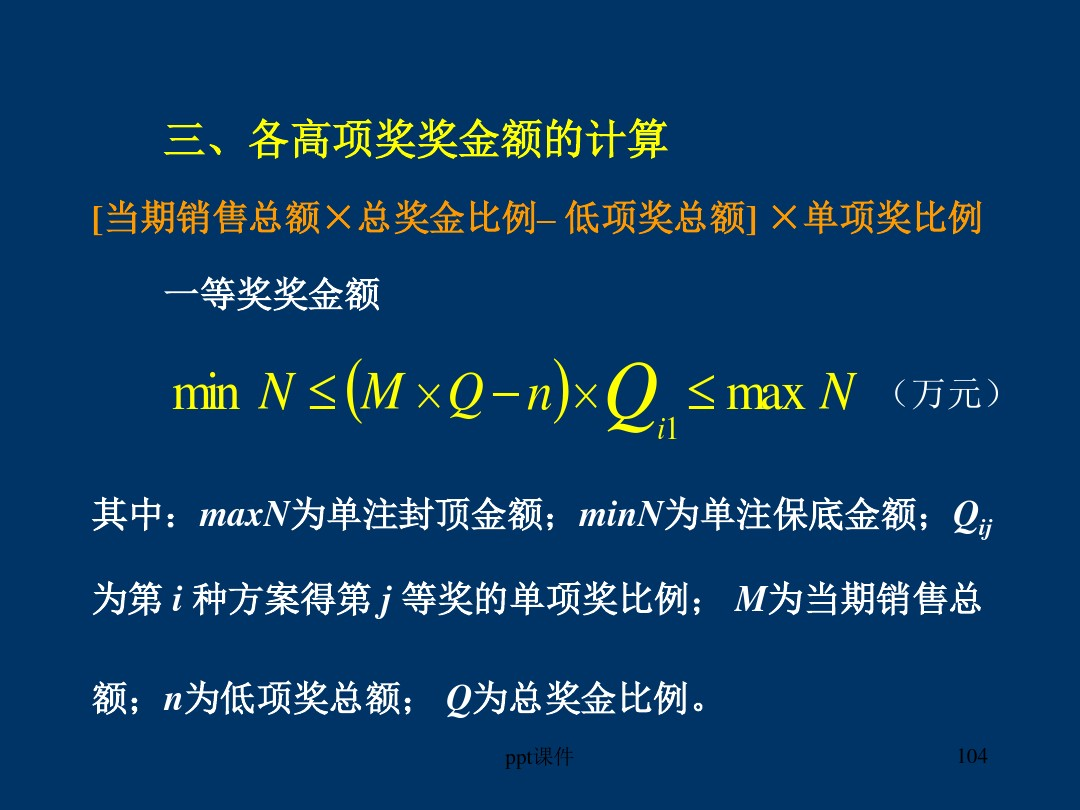 三、各高项奖奖金额的计算
[当期销售总额×总奖金比例– 低项奖总额] ×单项奖比例
一等奖奖金额
min N ≤ (M × Q − n) × Q_{i1} ≤ max N （万元）
其中：maxN为单注封顶金额；minN为单注保底金额；Q_{ij}
为第 i 种方案得第 j 等奖的单项奖比例； M为当期销售总
额；n为低项奖总额； Q为总奖金比例。
ppt课件
104